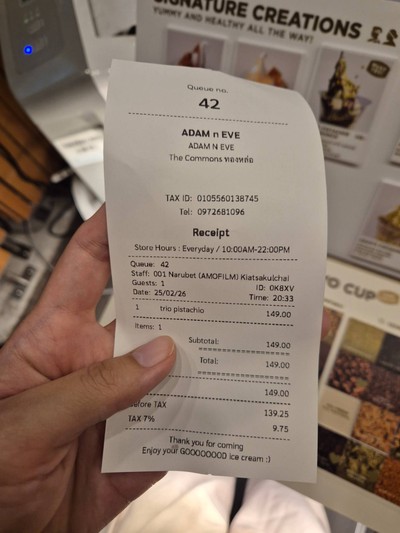 SIGNATURE CREATIONS
YUMMY AND HEALTHY ALL THE WAY!
Queue no.
42
ADAM n EVE
ADAM N EVE
The Commons ทองหล่อ
TAX ID: 0105560138745
Tel: 0972681096
Receipt
Store Hours : Everyday / 10:00AM-22:00PM
Queue: 42
Staff: 001 Narubet (AMOFILM) Kiatsakulchai
Guests: 1 ID: 0K8XV
Date: 25/02/26 Time: 20:33
1 trio pistachio 149.00
Items: 1
Subtotal: 149.00
Total: 149.00
149.00
Before TAX 139.25
TAX 7% 9.75
Thank you for coming
Enjoy your GOOOOOOOD ice cream :)
CUP